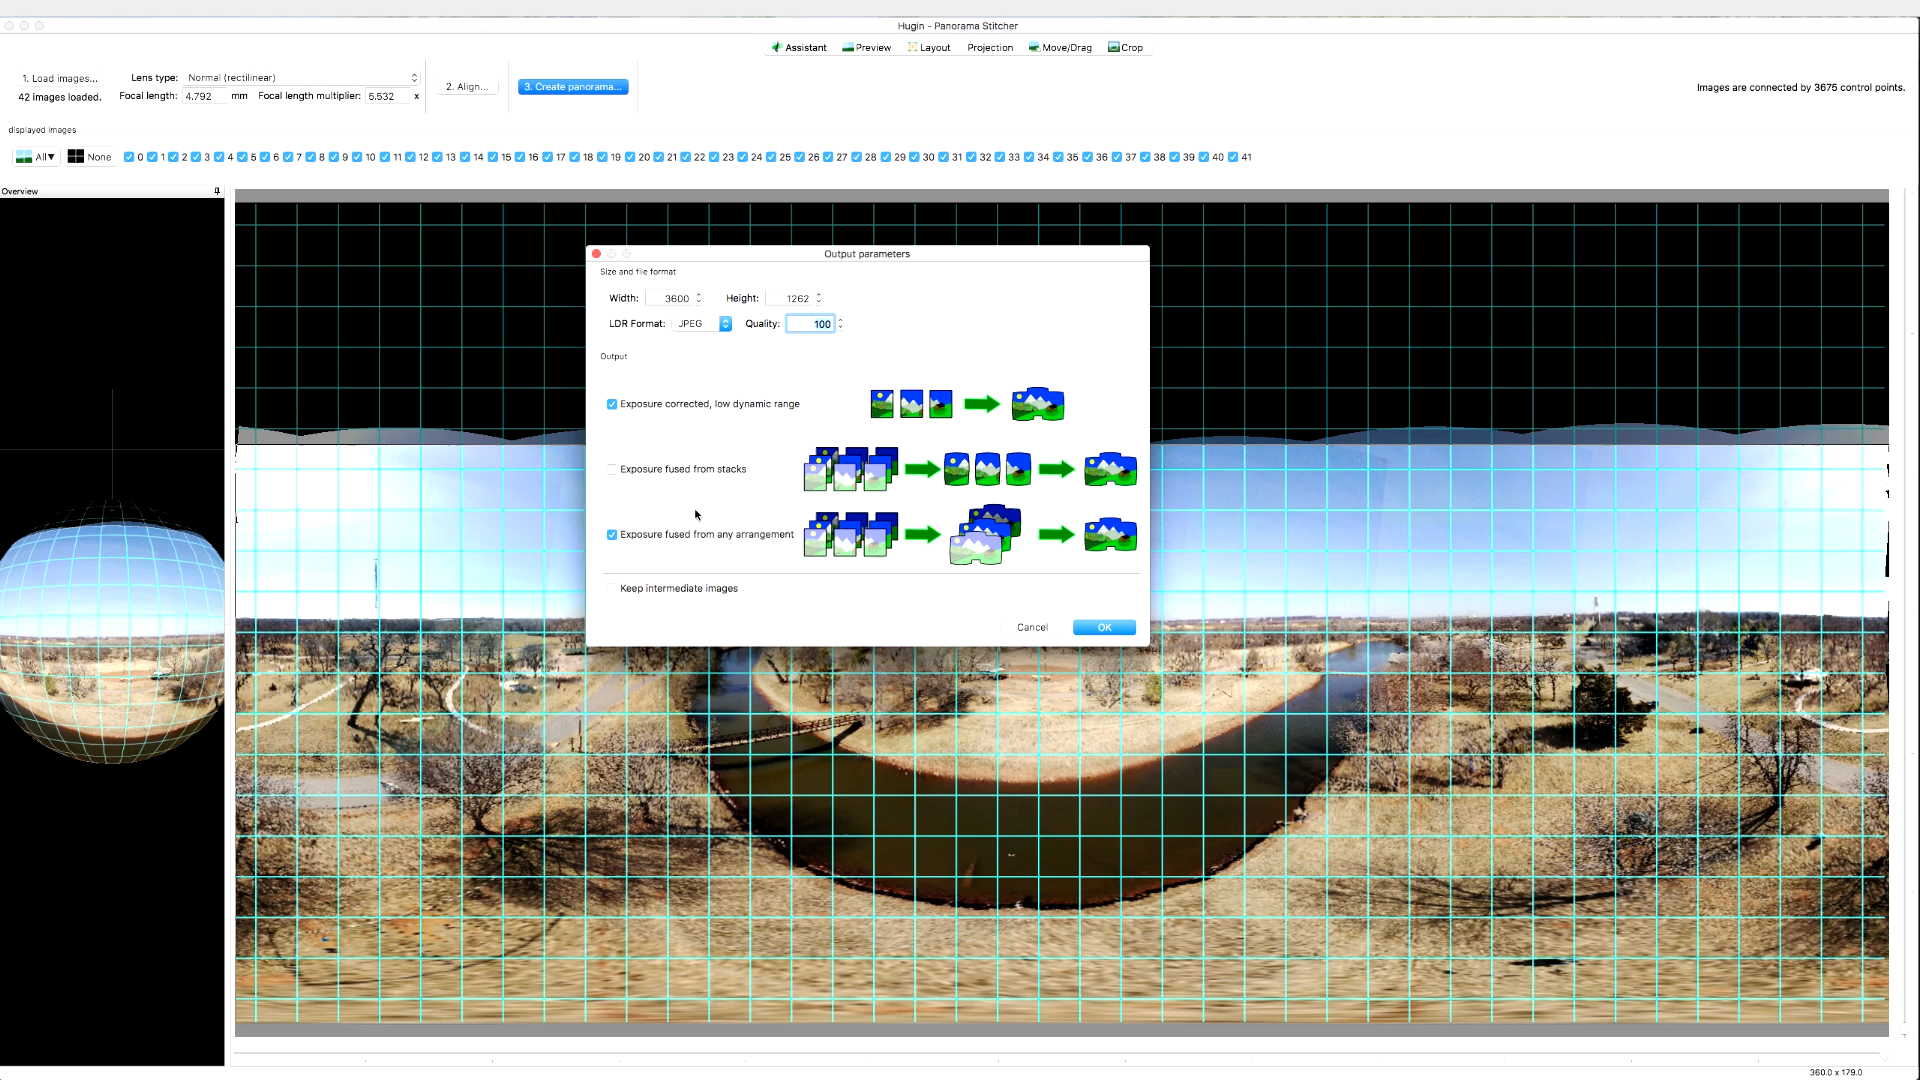 Hugin - Panorama Stitcher
Assistant Preview Layout Projection Move/Drag Crop
1. Load images... Lens type: Normal (rectilinear) 2. Align... 3. Create panorama... Images are connected by 3675 control points.
42 images loaded. Focal length: 4.792 mm Focal length multiplier: 5.532 x
displayed images
All▾ None 0 1 2 3 4 5 6 7 8 9 10 11 12 13 14 15 16 17 18 19 20 21 22 23 24 25 26 27 28 29 30 31 32 33 34 35 36 37 38 39 40 41
Overview
Output parameters
Size and file format
Width: 3600 Height: 1262
LDR Format: JPEG Quality: 100
Output
Exposure corrected, low dynamic range
Exposure fused from stacks
Exposure fused from any arrangement
Keep intermediate images
Cancel OK
360.0 x 179.0